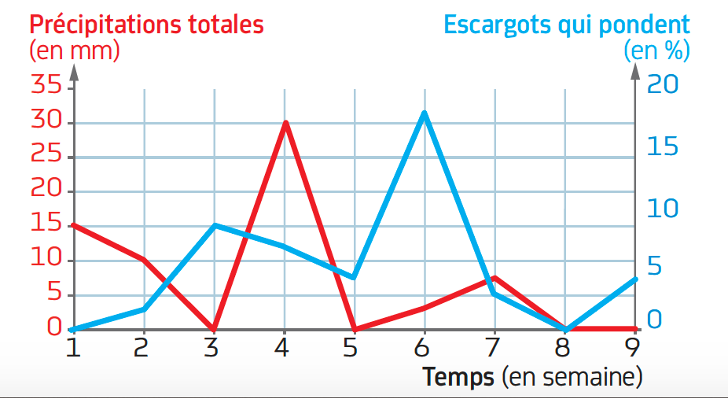 Précipitations totales
(en mm)
Escargots qui pondent
(en %)
35
30
25
20
15
10
5
0
20
15
10
5
0
1 2 3 4 5 6 7 8 9
Temps (en semaine)